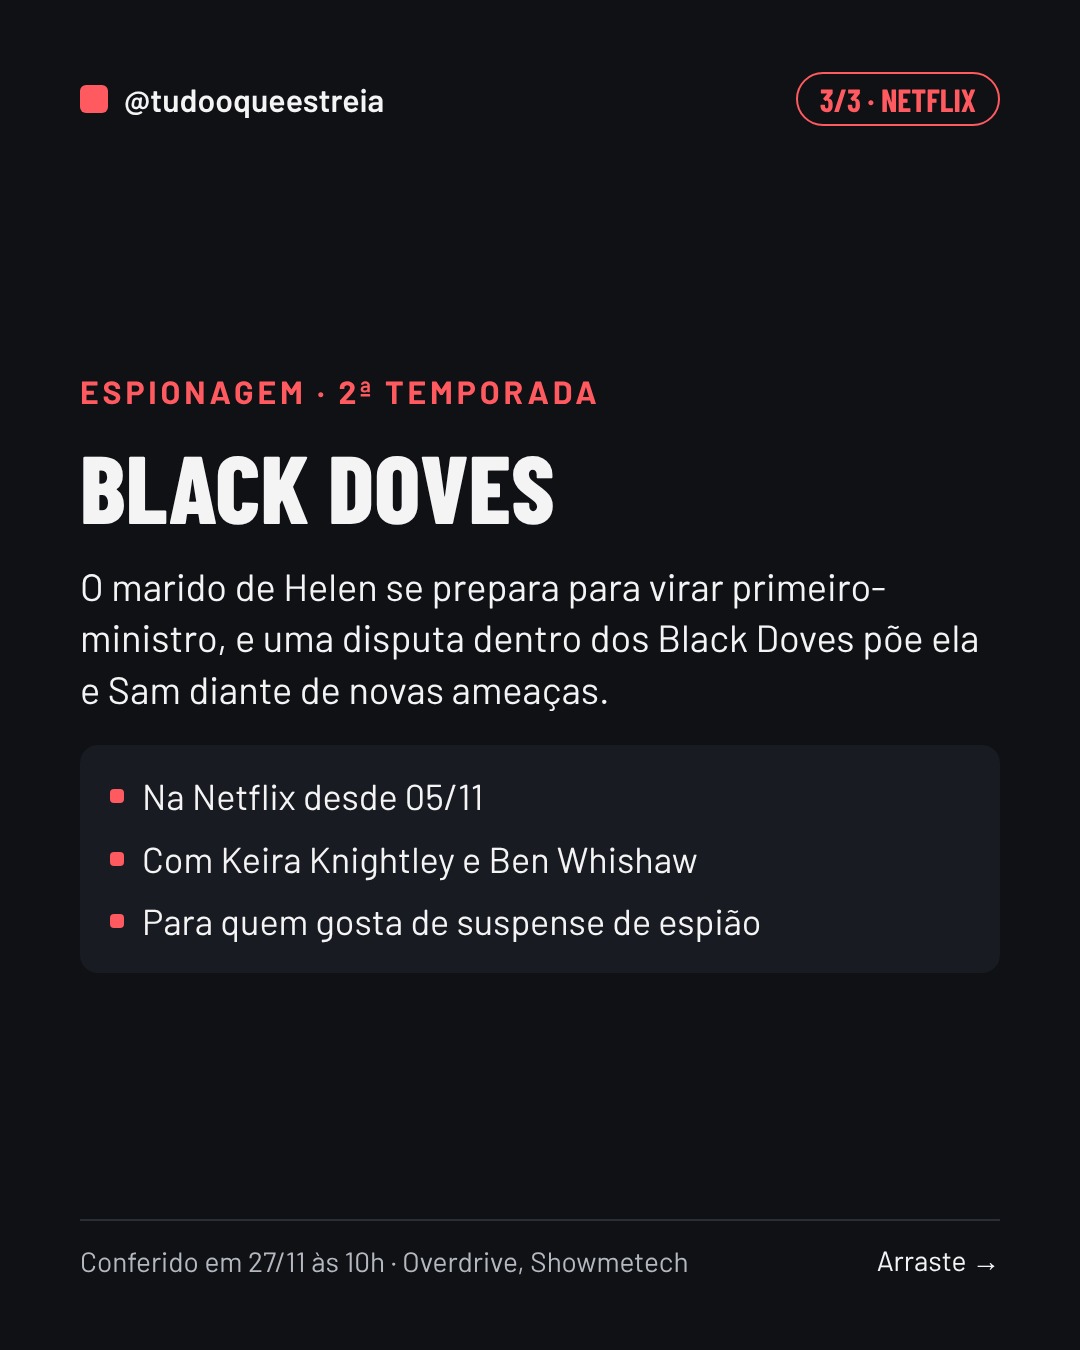 @tudooqueestreia
3/3 · NETFLIX
ESPIONAGEM · 2ª TEMPORADA
BLACK DOVES
O marido de Helen se prepara para virar primeiro-
ministro, e uma disputa dentro dos Black Doves põe ela
e Sam diante de novas ameaças.
Na Netflix desde 05/11
Com Keira Knightley e Ben Whishaw
Para quem gosta de suspense de espião
Conferido em 27/11 às 10h · Overdrive, Showmetech
Arraste →